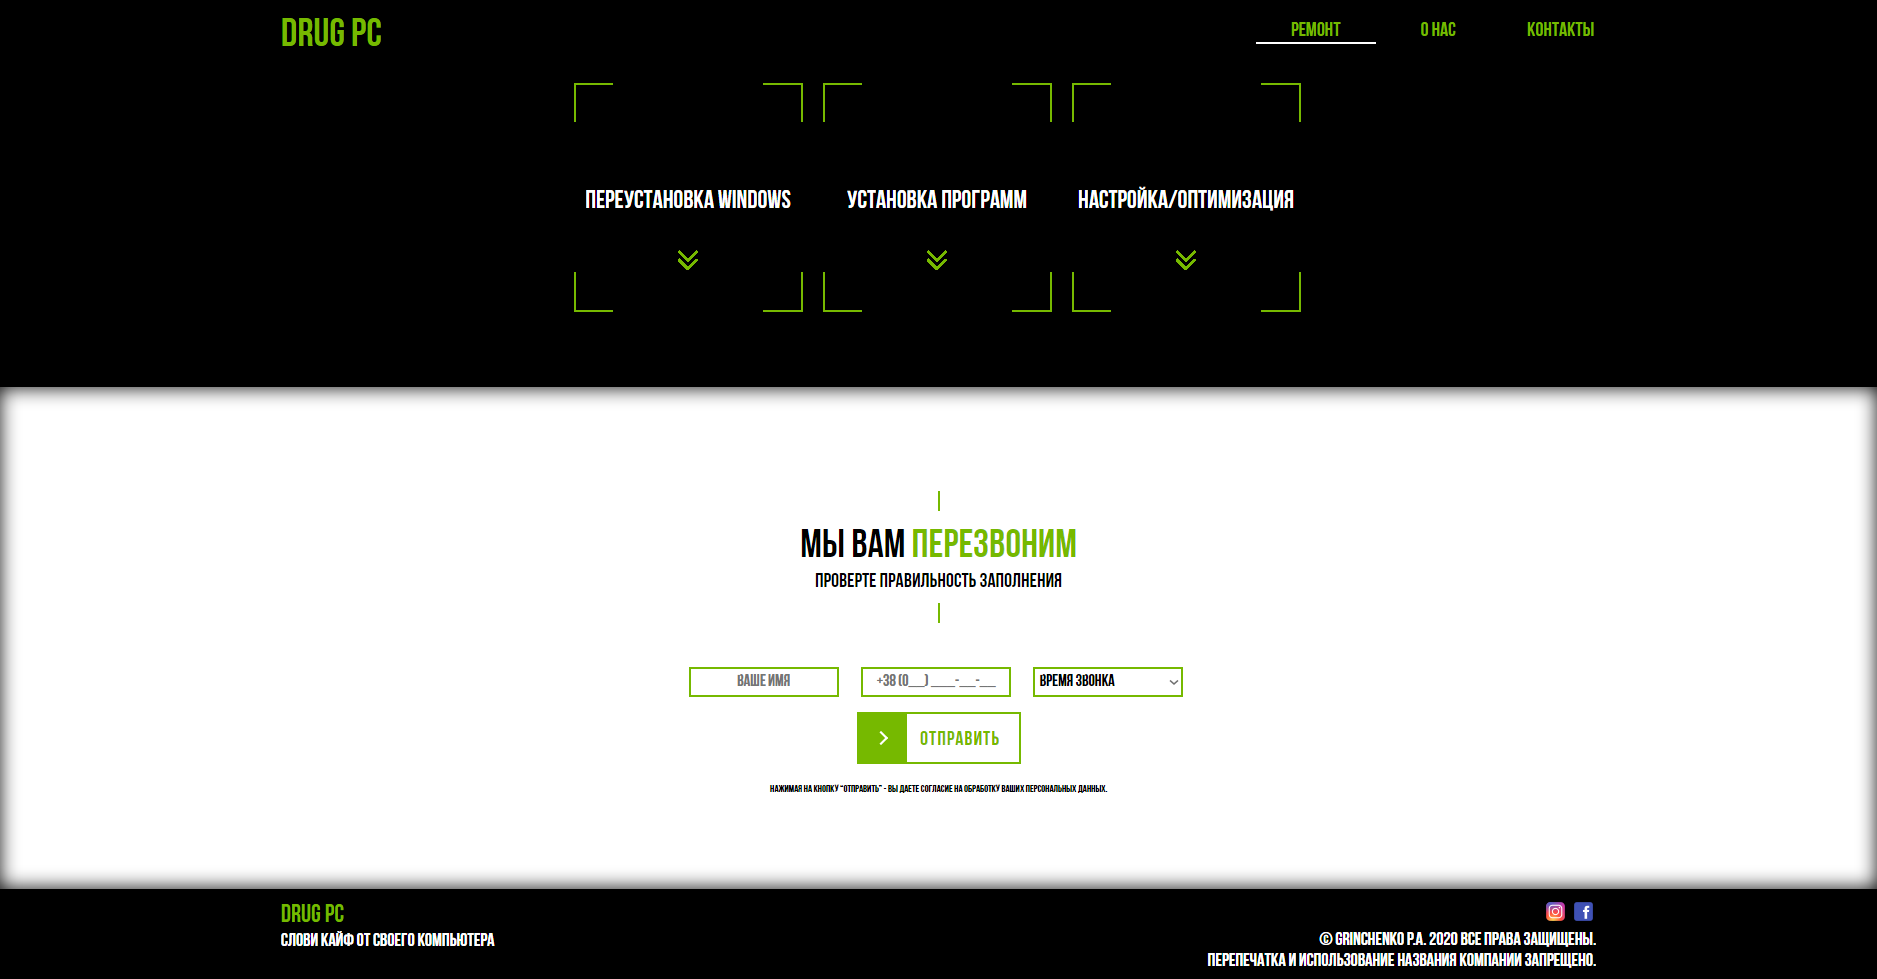 DRUG PC
РЕМОНТ
О НАС
КОНТАКТЫ
ПЕРЕУСТАНОВКА WINDOWS
УСТАНОВКА ПРОГРАММ
НАСТРОЙКА/ОПТИМИЗАЦИЯ
МЫ ВАМ ПЕРЕЗВОНИМ
ПРОВЕРТЕ ПРАВИЛЬНОСТЬ ЗАПОЛНЕНИЯ
ВАШЕ ИМЯ
+38 (0__) ___-__-__
ВРЕМЯ ЗВОНКА
ОТПРАВИТЬ
НАЖИМАЯ НА КНОПКУ "ОТПРАВИТЬ" - ВЫ ДАЕТЕ СОГЛАСИЕ НА ОБРАБОТКУ ВАШИХ ПЕРСОНАЛЬНЫХ ДАННЫХ.
DRUG PC
СЛОВИ КАЙФ ОТ СВОЕГО КОМПЬЮТЕРА
© GRINCHENKO P.A. 2020 ВСЕ ПРАВА ЗАЩИЩЕНЫ.
ПЕРЕПЕЧАТКА И ИСПОЛЬЗОВАНИЕ НАЗВАНИЯ КОМПАНИИ ЗАПРЕЩЕНО.